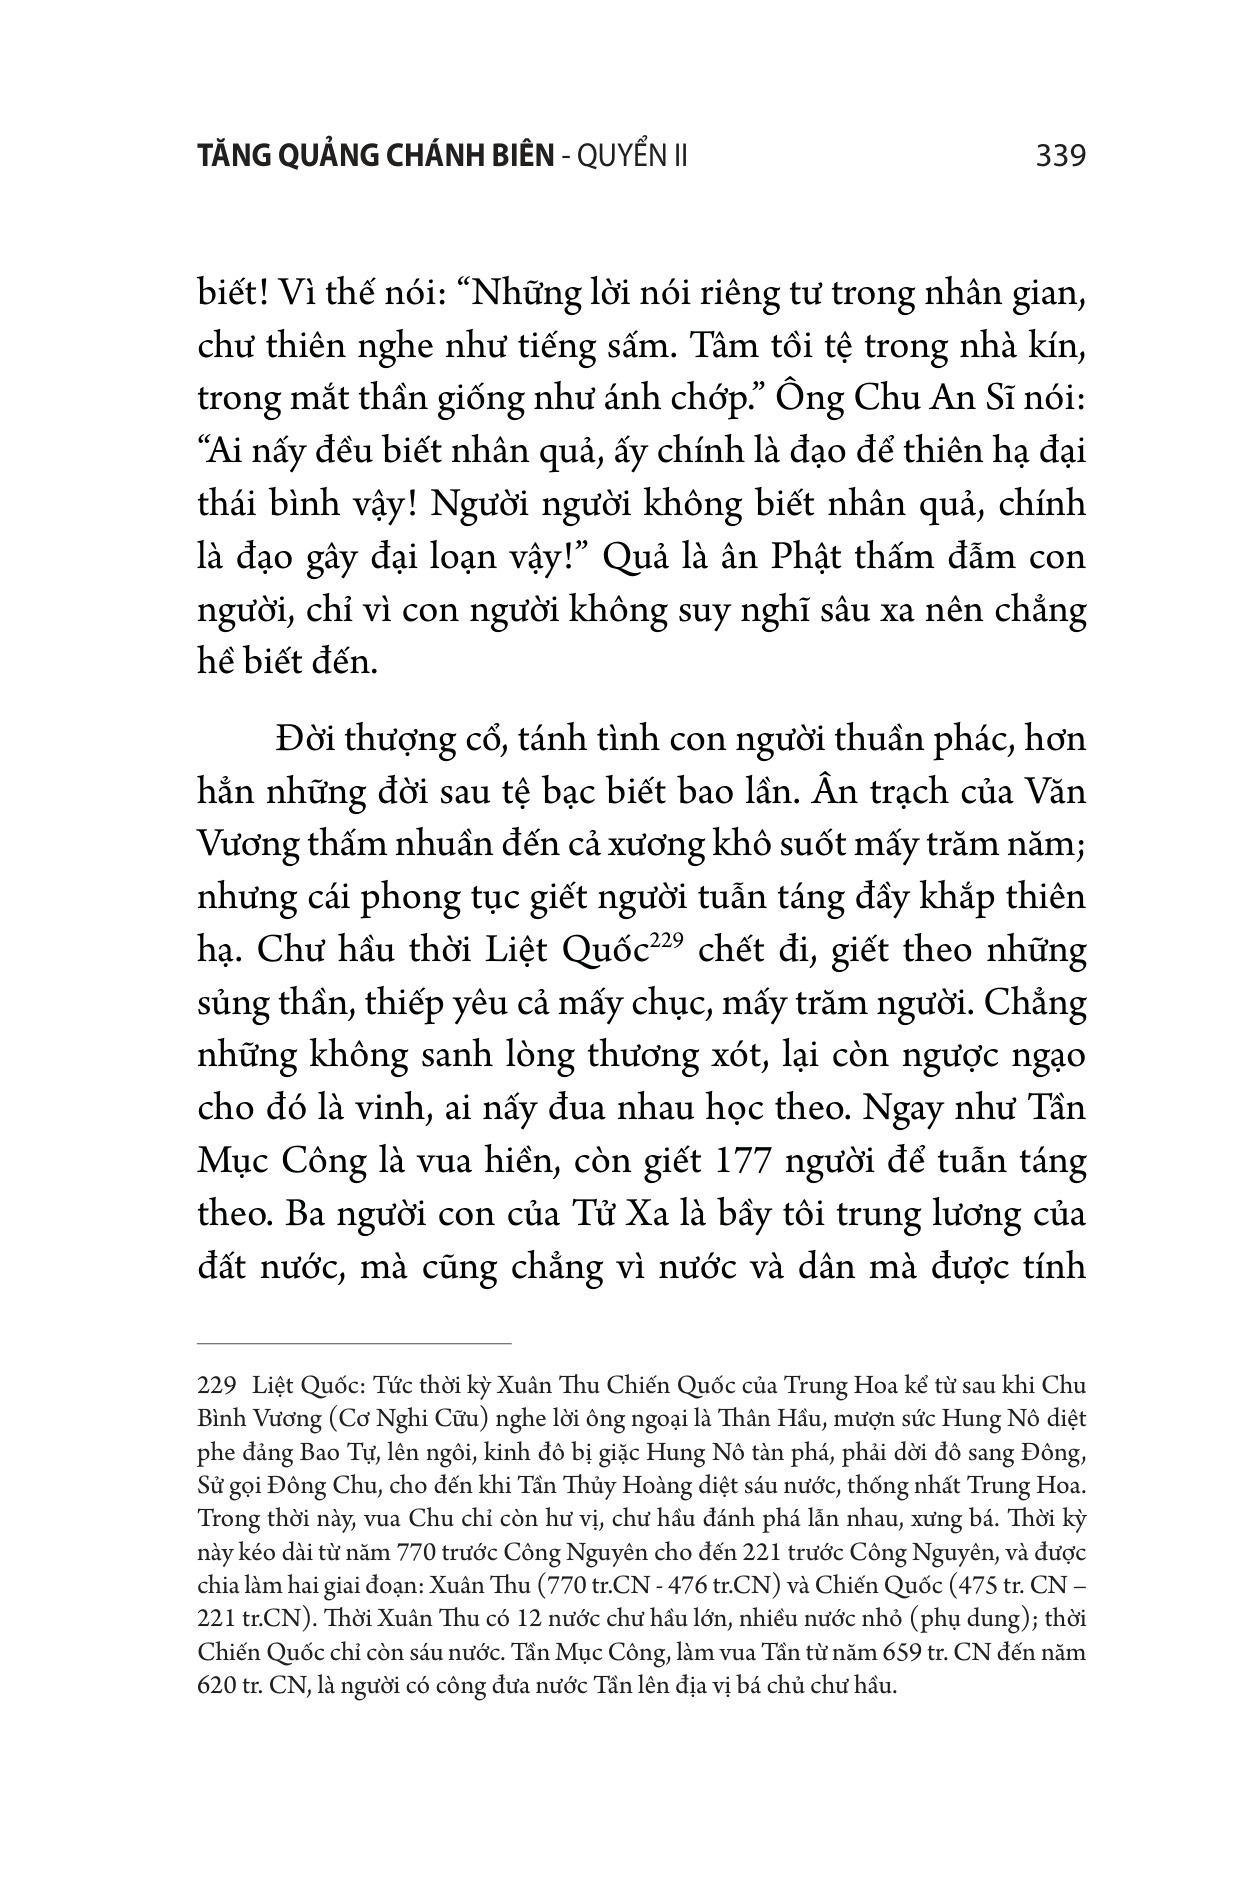 TĂNG QUẢNG CHÁNH BIÊN - QUYỂN II 339
biết! Vì thế nói: “Những lời nói riêng tư trong nhân gian,
chư thiên nghe như tiếng sấm. Tâm tồi tệ trong nhà kín,
trong mắt thần giống như ánh chớp.” Ông Chu An Sĩ nói:
“Ai nấy đều biết nhân quả, ấy chính là đạo để thiên hạ đại
thái bình vậy! Người người không biết nhân quả, chính
là đạo gây đại loạn vậy!” Quả là ân Phật thấm đẫm con
người, chỉ vì con người không suy nghĩ sâu xa nên chẳng
hề biết đến.
Đời thượng cổ, tánh tình con người thuần phác, hơn
hẳn những đời sau tệ bạc biết bao lần. Ân trạch của Văn
Vương thấm nhuần đến cả xương khô suốt mấy trăm năm;
nhưng cái phong tục giết người tuẫn táng đầy khắp thiên
hạ. Chư hầu thời Liệt Quốc229 chết đi, giết theo những
sủng thần, thiếp yêu cả mấy chục, mấy trăm người. Chẳng
những không sanh lòng thương xót, lại còn ngược ngạo
cho đó là vinh, ai nấy đua nhau học theo. Ngay như Tần
Mục Công là vua hiền, còn giết 177 người để tuẫn táng
theo. Ba người con của Tử Xa là bầy tôi trung lương của
đất nước, mà cũng chẳng vì nước và dân mà được tính
229 Liệt Quốc: Tức thời kỳ Xuân Thu Chiến Quốc của Trung Hoa kể từ sau khi Chu
Bình Vương (Cơ Nghi Cữu) nghe lời ông ngoại là Thân Hầu, mượn sức Hung Nô diệt
phe đảng Bao Tự, lên ngôi, kinh đô bị giặc Hung Nô tàn phá, phải dời đô sang Đông,
Sử gọi Đông Chu, cho đến khi Tần Thủy Hoàng diệt sáu nước, thống nhất Trung Hoa.
Trong thời này, vua Chu chỉ còn hư vị, chư hầu đánh phá lẫn nhau, xưng bá. Thời kỳ
này kéo dài từ năm 770 trước Công Nguyên cho đến 221 trước Công Nguyên, và được
chia làm hai giai đoạn: Xuân Thu (770 tr.CN - 476 tr.CN) và Chiến Quốc (475 tr. CN –
221 tr.CN). Thời Xuân Thu có 12 nước chư hầu lớn, nhiều nước nhỏ (phụ dung); thời
Chiến Quốc chỉ còn sáu nước. Tần Mục Công, làm vua Tần từ năm 659 tr. CN đến năm
620 tr. CN, là người có công đưa nước Tần lên địa vị bá chủ chư hầu.